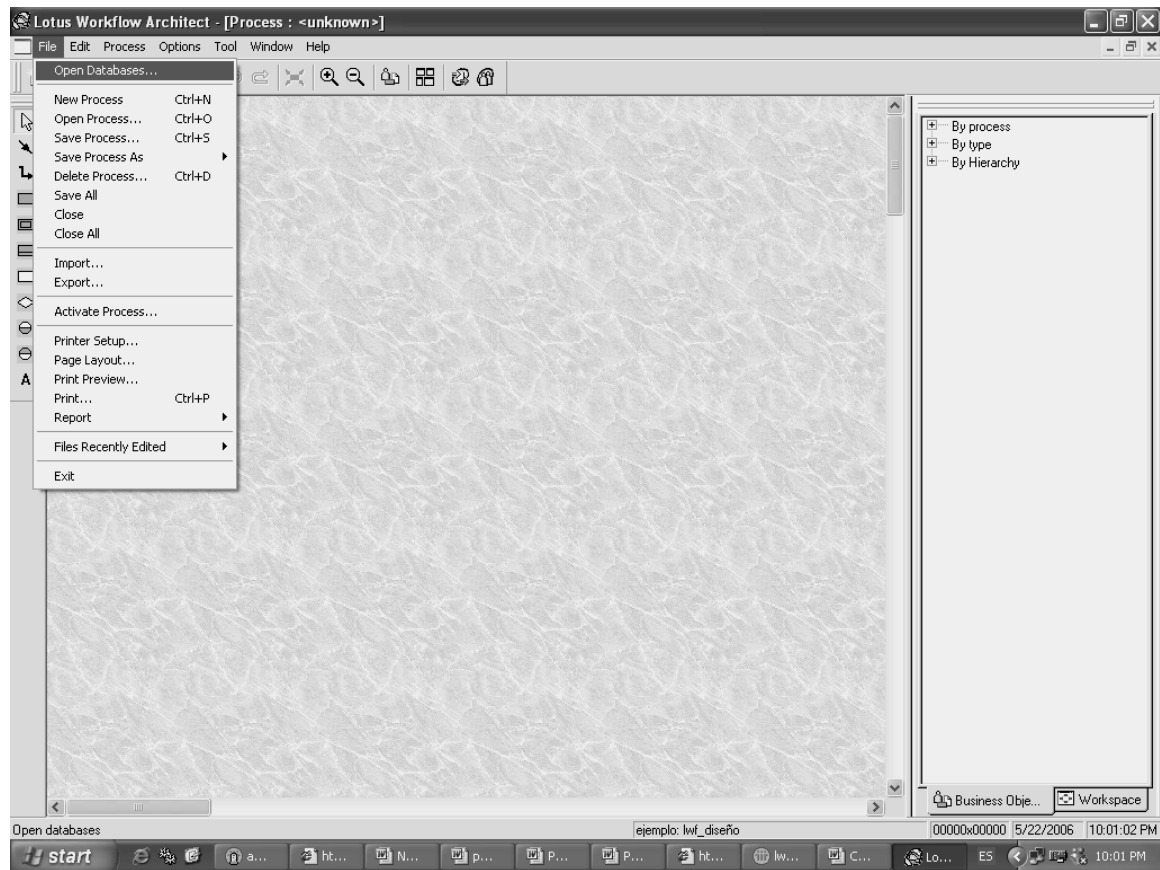 Lotus Workflow Architect - [Process : <unknown>]
File Edit Process Options Tool Window Help
Open Databases...
New Process Ctrl+N
Open Process... Ctrl+O
Save Process... Ctrl+S
Save Process As
Delete Process... Ctrl+D
Save All
Close
Close All
Import...
Export...
Activate Process...
Printer Setup...
Page Layout...
Print Preview...
Print... Ctrl+P
Report
Files Recently Edited
Exit
A
By process
By type
By Hierarchy
Business Obje... Workspace
Open databases ejemplo: lwf_diseño 00000x00000 5/22/2006 10:01:02 PM
start a... ht... N... p... P... P... ht... lw... C... Lo... ES 10:01 PM